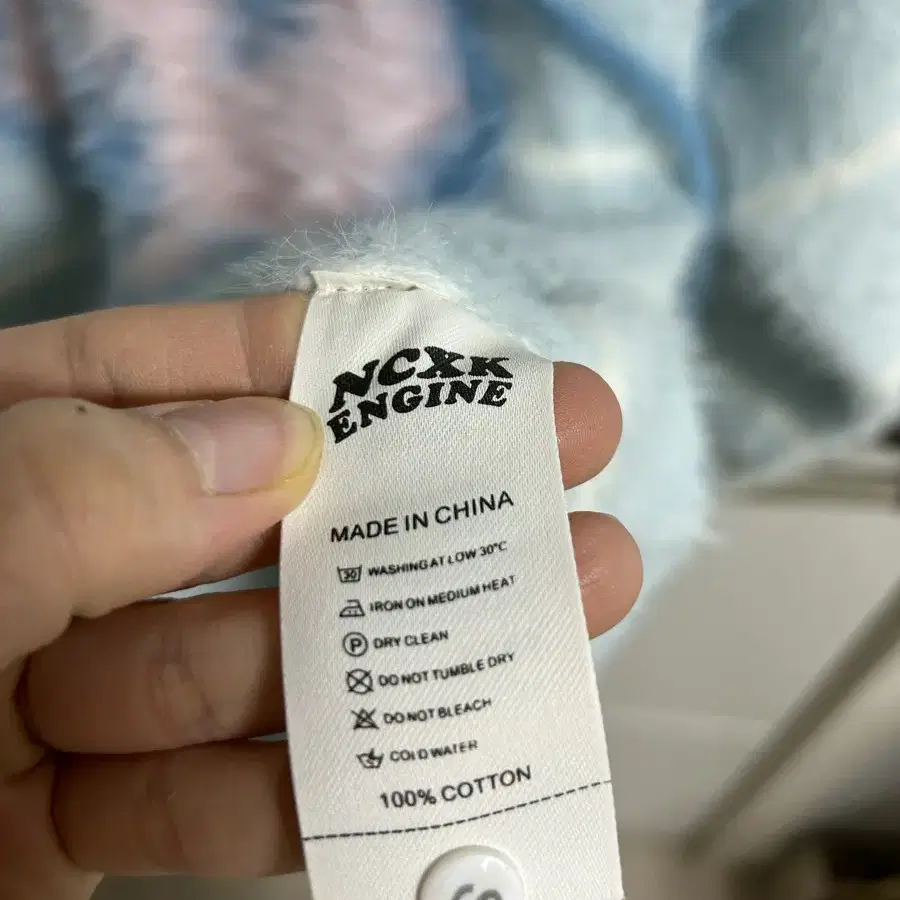 NCXK
ENGINE
MADE IN CHINA
30 WASHING AT LOW 30°C
IRON ON MEDIUM HEAT
P DRY CLEAN
DO NOT TUMBLE DRY
DO NOT BLEACH
COLD WATER
100% COTTON